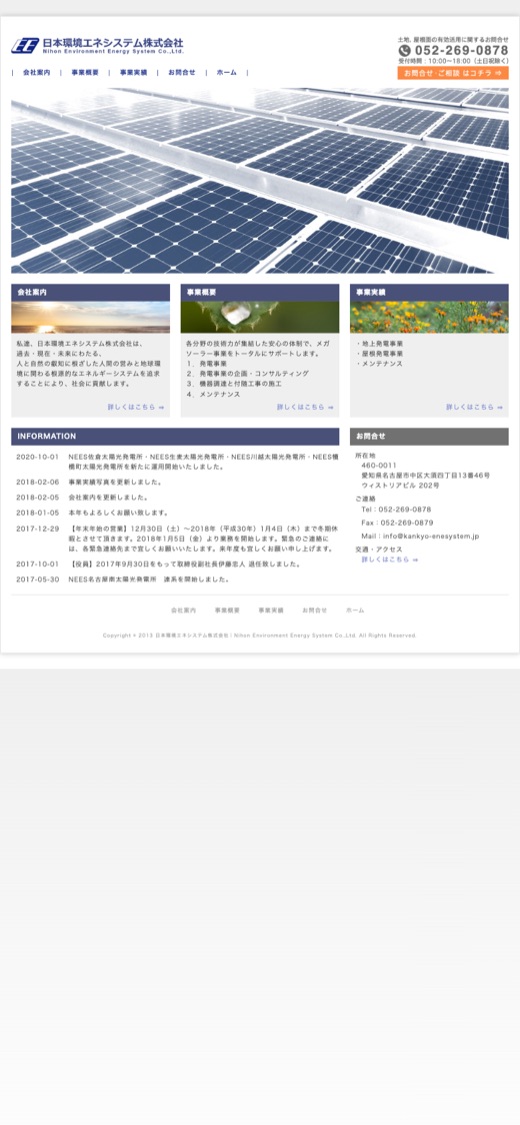 日本環境エネシステム株式会社
Nihon Environment Energy System Co.,Ltd.
土地、屋根面の有効活用に関するお問合せ
052-269-0878
受付時間：10:00〜18:00（土日祝除く）
お問合せ・ご相談 はコチラ ⇒
| 会社案内 | 事業概要 | 事業実績 | お問合せ | ホーム |
会社案内
私達、日本環境エネシステム株式会社は、
過去・現在・未来にわたる、
人と自然の叡知に根ざした人間の営みと地球環
境に関わる根源的なエネルギーシステムを追求
することにより、社会に貢献します。
詳しくはこちら ⇒
事業概要
各分野の技術力が集結した安心の体制で、メガ
ソーラー事業をトータルにサポートします。
1．発電事業
2．発電事業の企画・コンサルティング
3．機器調達と付随工事の施工
4．メンテナンス
詳しくはこちら ⇒
事業実績
・地上発電事業
・屋根発電事業
・メンテナンス
詳しくはこちら ⇒
INFORMATION
2020-10-01 NEES佐倉太陽光発電所・NEES生麦太陽光発電所・NEES川越太陽光発電所・NEES
町太陽光発電所を新たに運用開始いたしました。
2018-02-06 事業実績写真を更新しました。
2018-02-05 会社案内を更新しました。
2018-01-05 本年もよろしくお願い致します。
2017-12-29 【年末年始の営業】12月30日（土）〜2018年（平成30年）1月4日（木）まで冬期休
暇とさせて頂きます。2018年1月5日（金）より業務を開始します。緊急のご連絡に
は、各緊急連絡先まで宜しくお願いいたします。来年度も宜しくお願い申し上げます。
2017-10-01 【役員】2017年9月30日をもって取締役副社長伊藤忠人 退任致しました。
2017-05-30 NEES名古屋南太陽光発電所 連系を開始しました。
お問合せ
所在地
460-0011
愛知県名古屋市中区大須四丁目13番46号
ウィストリアビル 202号
ご連絡
Tel：052-269-0878
Fax：052-269-0879
Mail：info@kankyo-enesystem.jp
交通・アクセス
詳しくはこちら ⇒
会社案内 事業概要 事業実績 お問合せ ホーム
Copyright © 2013 日本環境エネシステム株式会社 | Nihon Environment Energy System Co.,Ltd. All Rights Reserved.